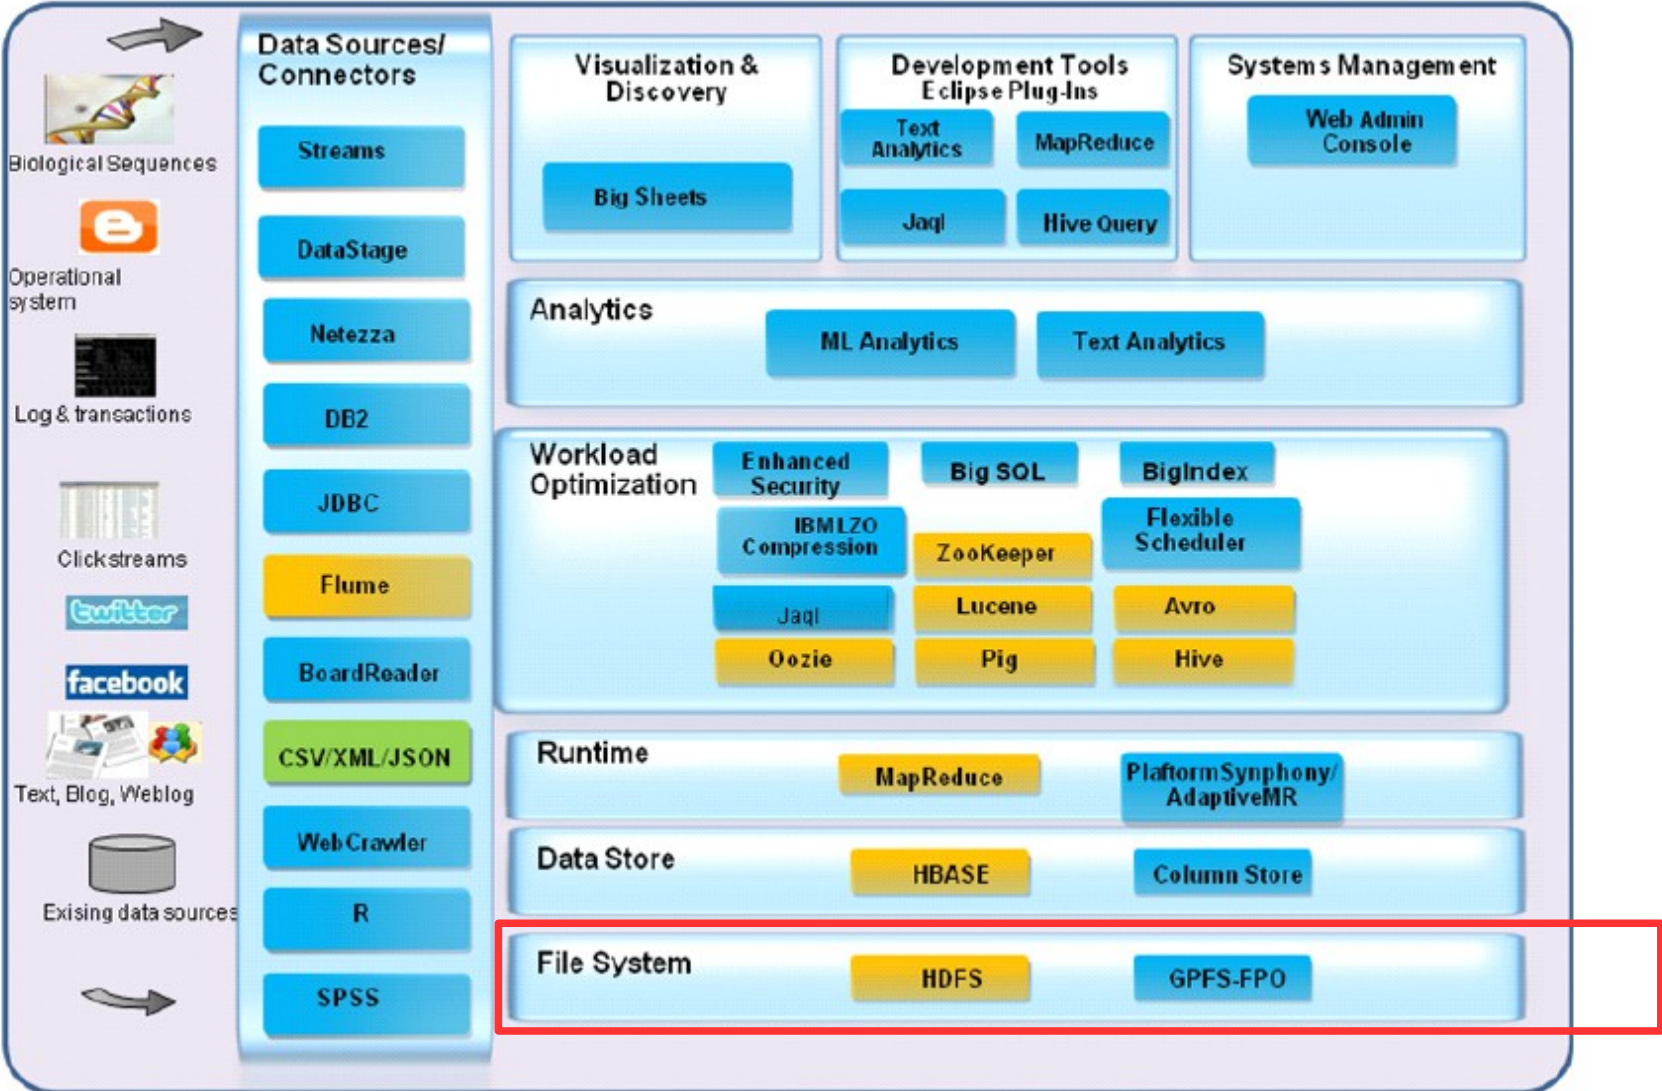 Biological Sequences
Operational
system
Log & transactions
Clickstreams
twitter
facebook
Text, Blog, Weblog
Exising data sources
Data Sources/
Connectors
Streams
DataStage
Netezza
DB2
JDBC
Flume
BoardReader
CSV/XML/JSON
WebCrawler
R
SPSS
Visualization &
Discovery
Big Sheets
Development Tools
Eclipse Plug-Ins
Text
Analytics
MapReduce
Jaql
Hive Query
Systems Management
Web Admin
Console
Analytics
ML Analytics
Text Analytics
Workload
Optimization
Enhanced
Security
Big SQL
BigIndex
IBM LZO
Compression
ZooKeeper
Flexible
Scheduler
Jaql
Lucene
Avro
Oozie
Pig
Hive
Runtime
MapReduce
Plaftorm Synphony/
AdaptiveMR
Data Store
HBASE
Column Store
File System
HDFS
GPFS-FPO